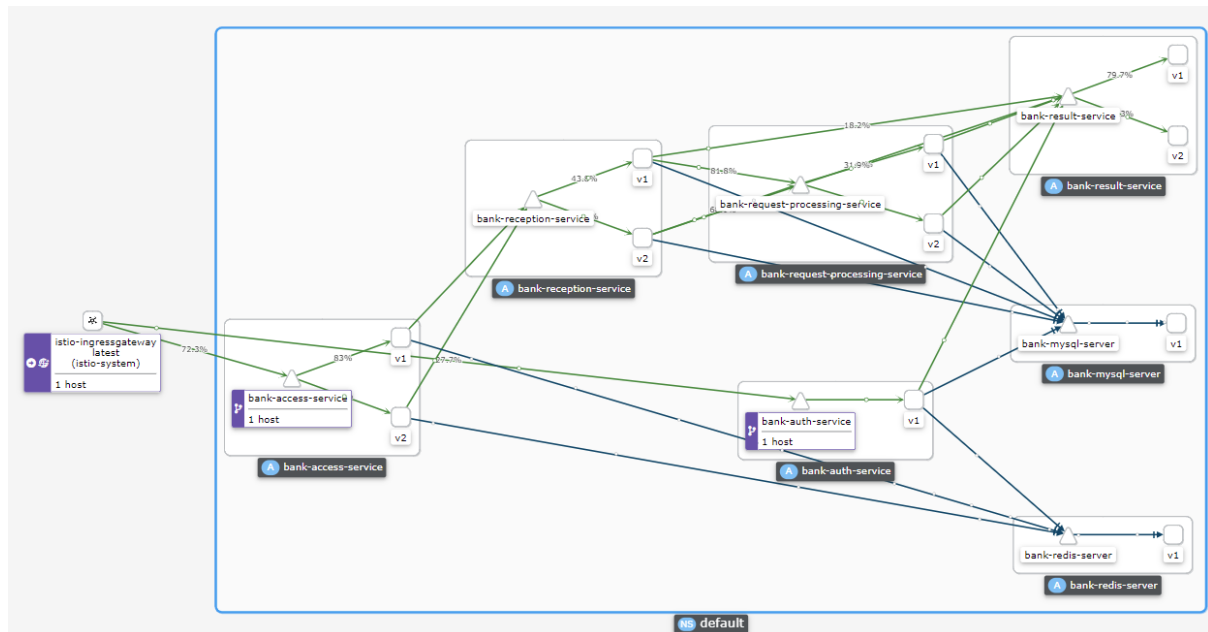 79.7%
v1
bank-result-service
v2
A bank-result-service
18.2%
43.5%
v1
bank-reception-service
v2
A bank-reception-service
81.8%
31.9%
v1
bank-request-processing-service
v2
A bank-request-processing-service
istio-ingressgateway
latest
(istio-system)
1 host
72.3%
27.7%
83%
v1
bank-access-service
1 host
v2
A bank-access-service
bank-mysql-server
v1
A bank-mysql-server
bank-auth-service
1 host
v1
A bank-auth-service
bank-redis-server
v1
A bank-redis-server
NS default